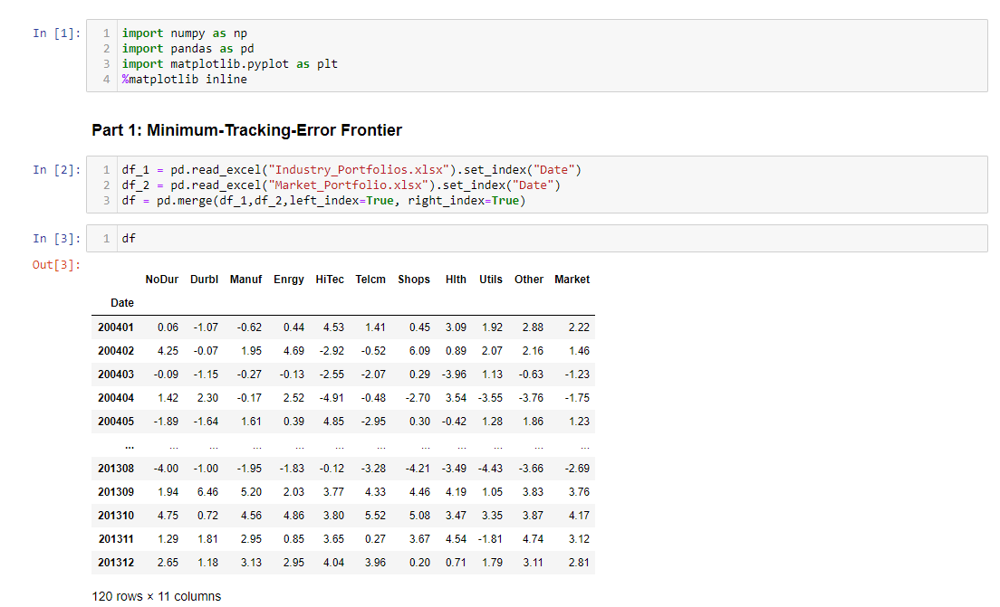 In [1]:
1 import numpy as np
2 import pandas as pd
3 import matplotlib.pyplot as plt
4 %matplotlib inline
Part 1: Minimum-Tracking-Error Frontier
In [2]:
1 df_1 = pd.read_excel("Industry_Portfolios.xlsx").set_index("Date")
2 df_2 = pd.read_excel("Market_Portfolio.xlsx").set_index("Date")
3 df = pd.merge(df_1,df_2,left_index=True, right_index=True)
In [3]:
1 df
Out[3]:
NoDur Durbl Manuf Enrgy HiTec Telcm Shops Hlth Utils Other Market
Date
200401 0.06 -1.07 -0.62 0.44 4.53 1.41 0.45 3.09 1.92 2.88 2.22
200402 4.25 -0.07 1.95 4.69 -2.92 -0.52 6.09 0.89 2.07 2.16 1.46
200403 -0.09 -1.15 -0.27 -0.13 -2.55 -2.07 0.29 -3.96 1.13 -0.63 -1.23
200404 1.42 2.30 -0.17 2.52 -4.91 -0.48 -2.70 3.54 -3.55 -3.76 -1.75
200405 -1.89 -1.64 1.61 0.39 4.85 -2.95 0.30 -0.42 1.28 1.86 1.23
... ... ... ... ... ... ... ... ... ... ... ...
201308 -4.00 -1.00 -1.95 -1.83 -0.12 -3.28 -4.21 -3.49 -4.43 -3.66 -2.69
201309 1.94 6.46 5.20 2.03 3.77 4.33 4.46 4.19 1.05 3.83 3.76
201310 4.75 0.72 4.56 4.86 3.80 5.52 5.08 3.47 3.35 3.87 4.17
201311 1.29 1.81 2.95 0.85 3.65 0.27 3.67 4.54 -1.81 4.74 3.12
201312 2.65 1.18 3.13 2.95 4.04 3.96 0.20 0.71 1.79 3.11 2.81
120 rows × 11 columns